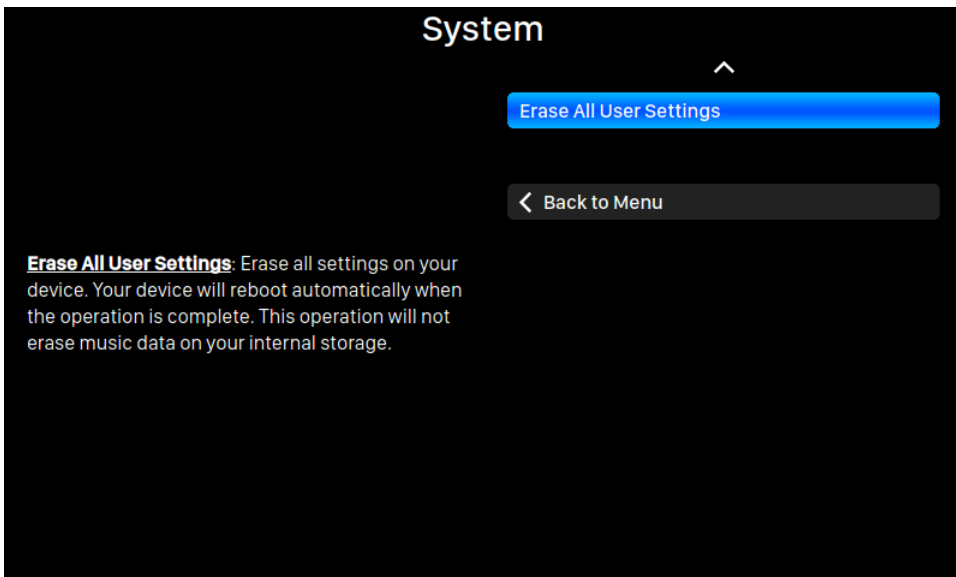 System
Erase All User Settings
Back to Menu
Erase All User Settings: Erase all settings on your
device. Your device will reboot automatically when
the operation is complete. This operation will not
erase music data on your internal storage.